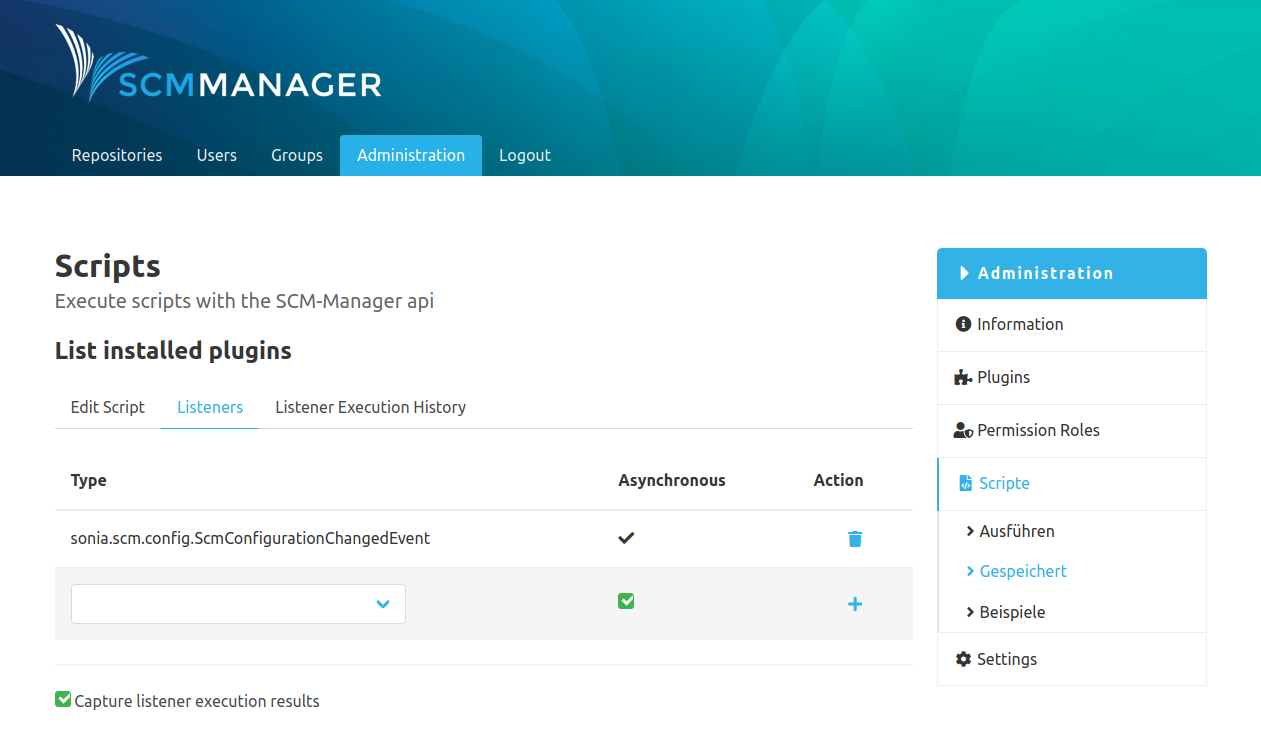 SCMMANAGER
Repositories Users Groups Administration Logout
Scripts
Execute scripts with the SCM-Manager api
List installed plugins
Edit Script Listeners Listener Execution History
Type Asynchronous Action
sonia.scm.config.ScmConfigurationChangedEvent
Capture listener execution results
Administration
Information
Plugins
Permission Roles
Scripte
Ausführen
Gespeichert
Beispiele
Settings